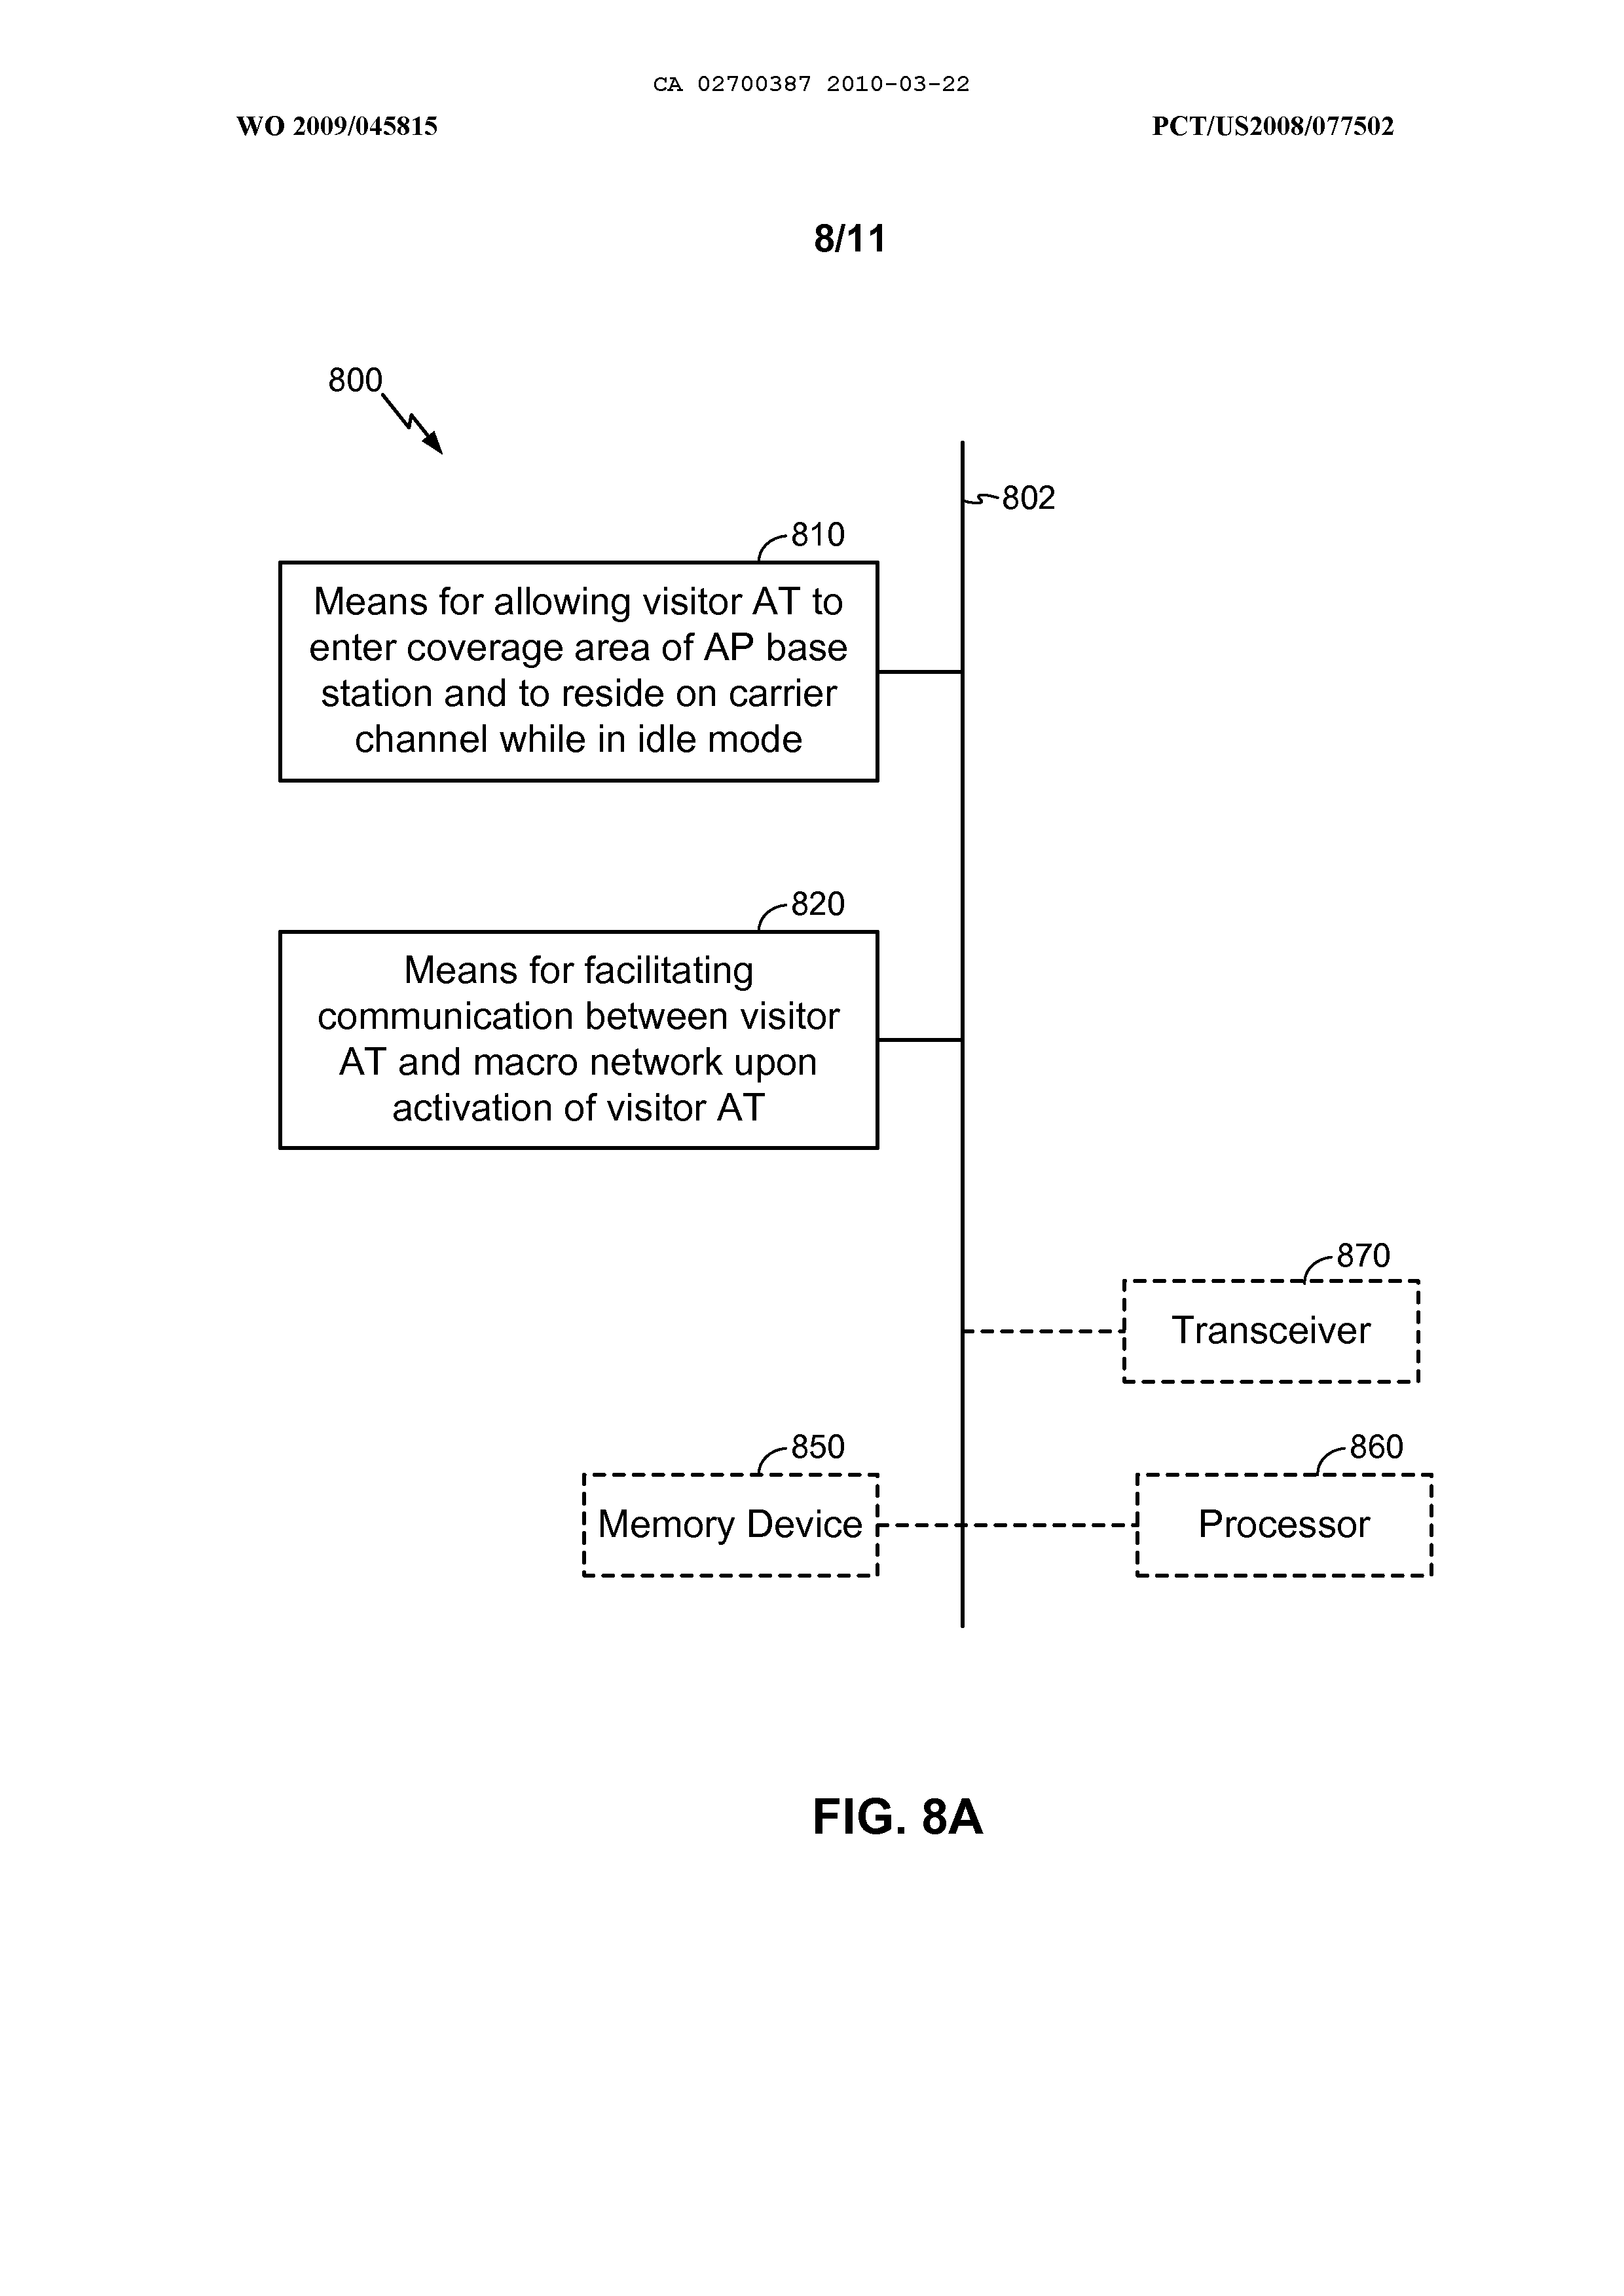 CA 02700387 2010-03-22
WO 2009/045815
PCT/US2008/077502
8/11
800
802
810
Means for allowing visitor AT to
enter coverage area of AP base
station and to reside on carrier
channel while in idle mode
820
Means for facilitating
communication between visitor
AT and macro network upon
activation of visitor AT
870
Transceiver
850
Memory Device
860
Processor
FIG. 8A